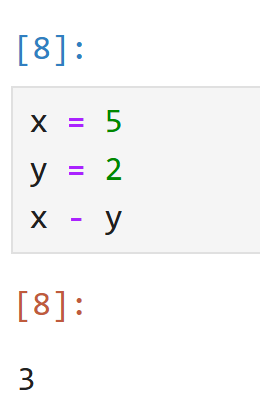 [8]:
x = 5
y = 2
x - y
[8]:
3